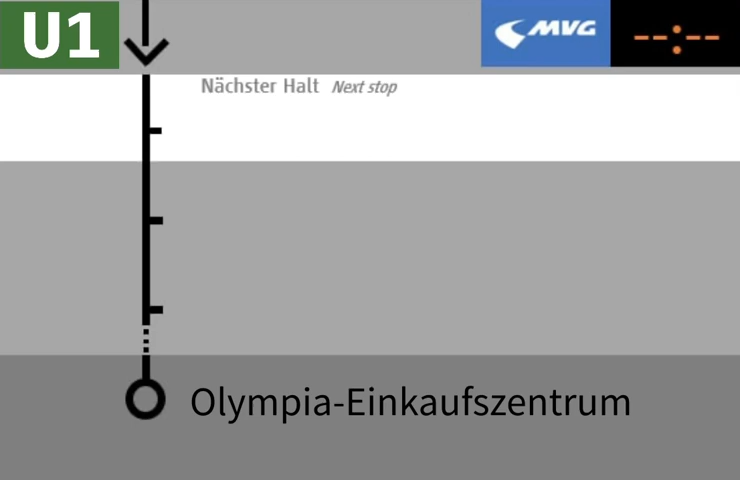 U1
MVG
--:--
Nächster Halt Next stop
Olympia-Einkaufszentrum